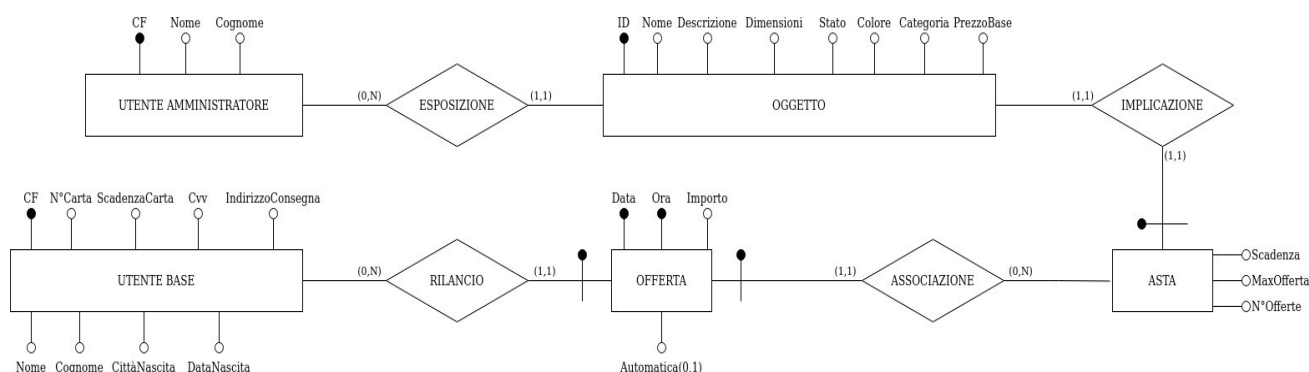 CF Nome Cognome ID Nome Descrizione Dimensioni Stato Colore Categoria PrezzoBase
UTENTE AMMINISTRATORE (0,N) ESPOSIZIONE (1,1) OGGETTO (1,1) IMPLICAZIONE
(1,1)
CF N°Carta ScadenzaCarta Cvv IndirizzoConsegna Data Ora Importo
UTENTE BASE (0,N) RILANCIO (1,1) OFFERTA (1,1) ASSOCIAZIONE (0,N) ASTA
Scadenza
MaxOfferta
N°Offerte
Nome Cognome CittàNascita DataNascita Automatica(0,1)